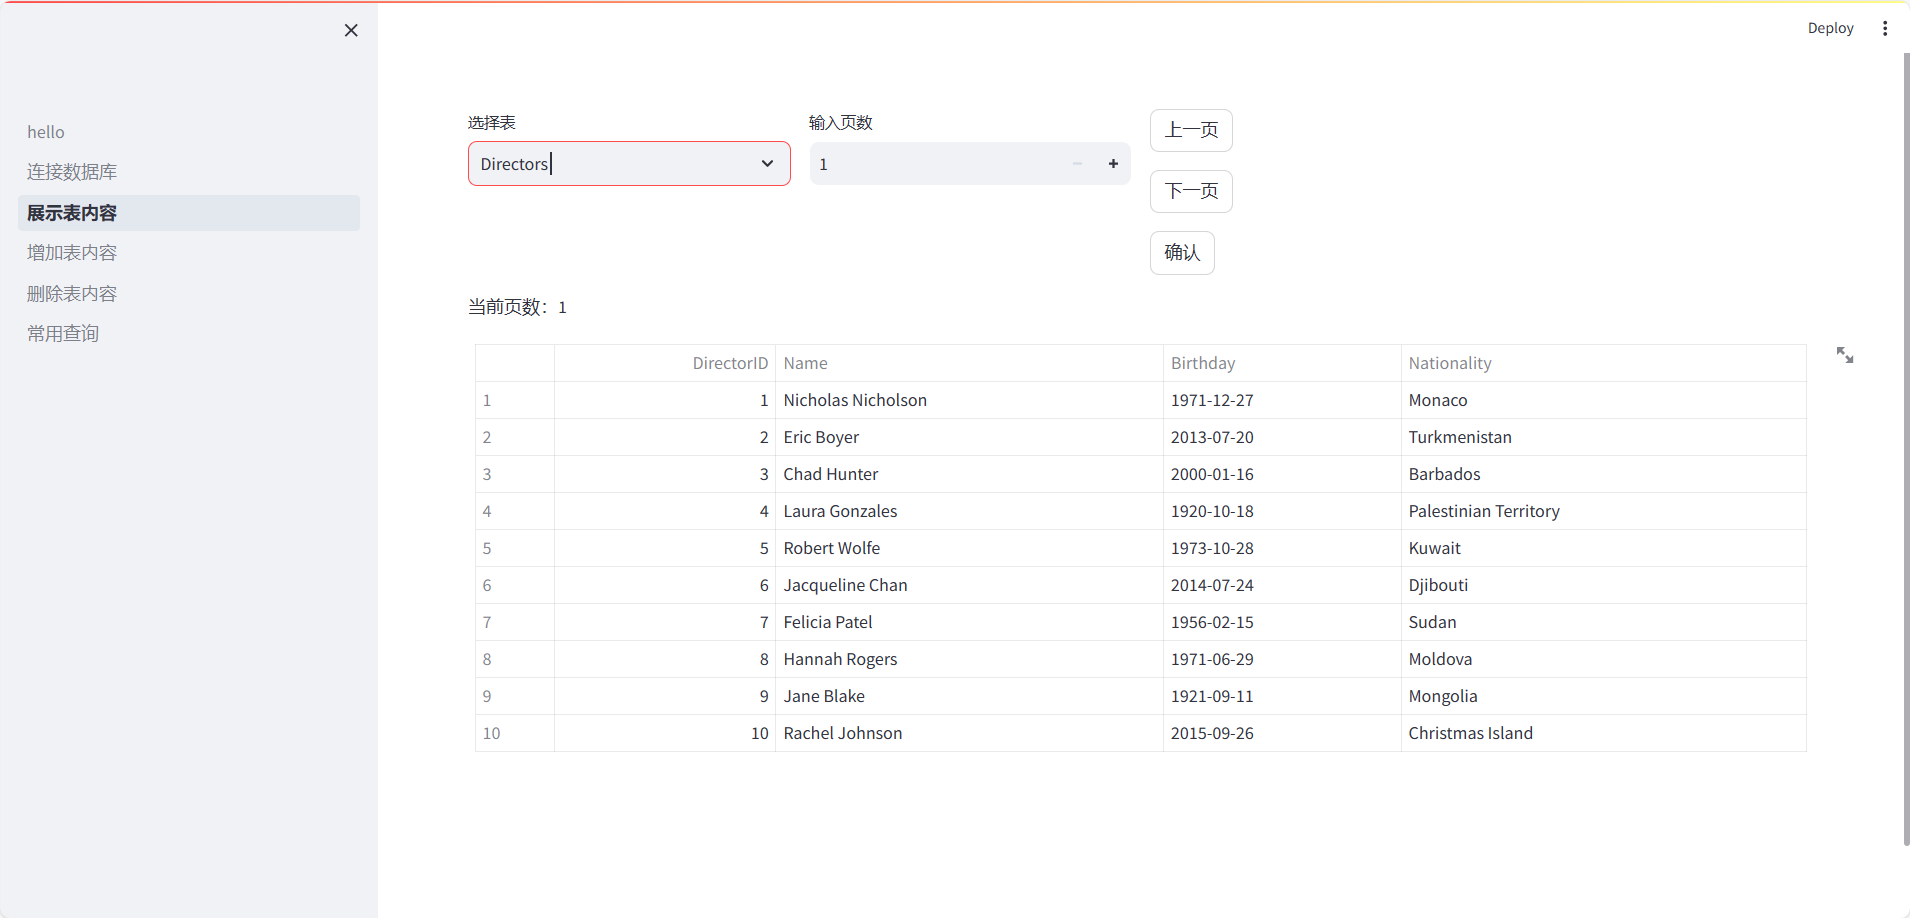 Deploy
hello
连接数据库
展示表内容
增加表内容
删除表内容
常用查询
选择表
Directors
输入页数
1
上一页
下一页
确认
当前页数：1
DirectorID Name Birthday Nationality
1 1 Nicholas Nicholson 1971-12-27 Monaco
2 2 Eric Boyer 2013-07-20 Turkmenistan
3 3 Chad Hunter 2000-01-16 Barbados
4 4 Laura Gonzales 1920-10-18 Palestinian Territory
5 5 Robert Wolfe 1973-10-28 Kuwait
6 6 Jacqueline Chan 2014-07-24 Djibouti
7 7 Felicia Patel 1956-02-15 Sudan
8 8 Hannah Rogers 1971-06-29 Moldova
9 9 Jane Blake 1921-09-11 Mongolia
10 10 Rachel Johnson 2015-09-26 Christmas Island